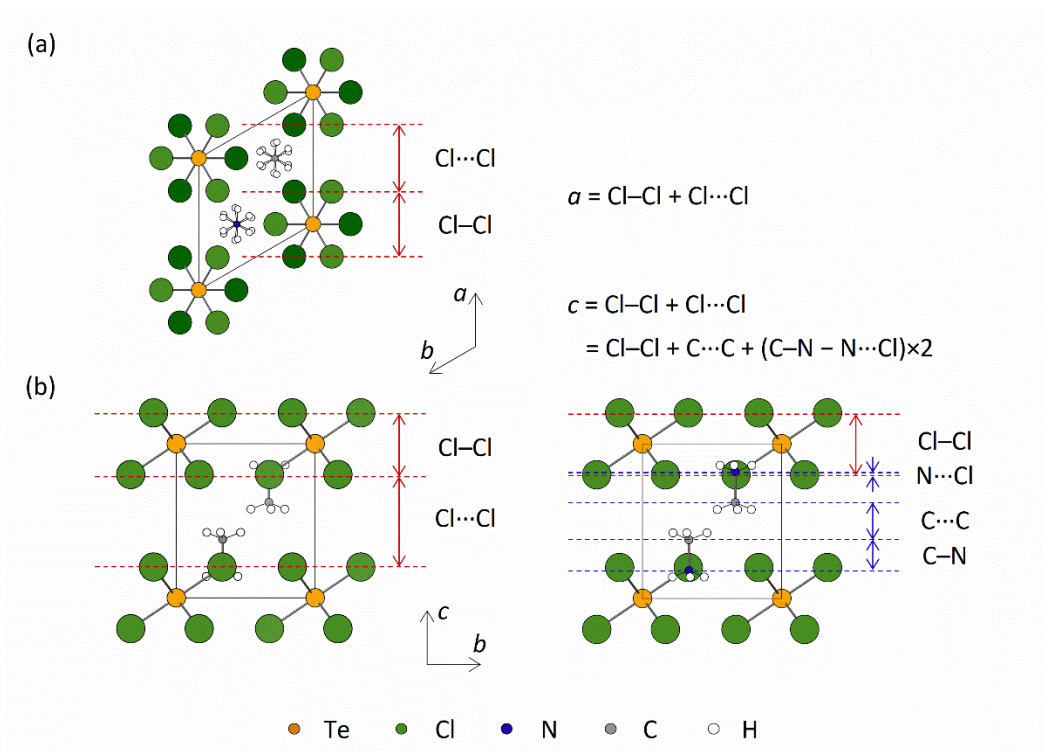 (a)
Cl···Cl
Cl–Cl
a = Cl–Cl + Cl···Cl
a
b
c = Cl–Cl + Cl···Cl
= Cl–Cl + C···C + (C–N − N···Cl)×2
(b)
Cl–Cl
Cl···Cl
Cl–Cl
N···Cl
C···C
C–N
c
b
Te Cl N C H